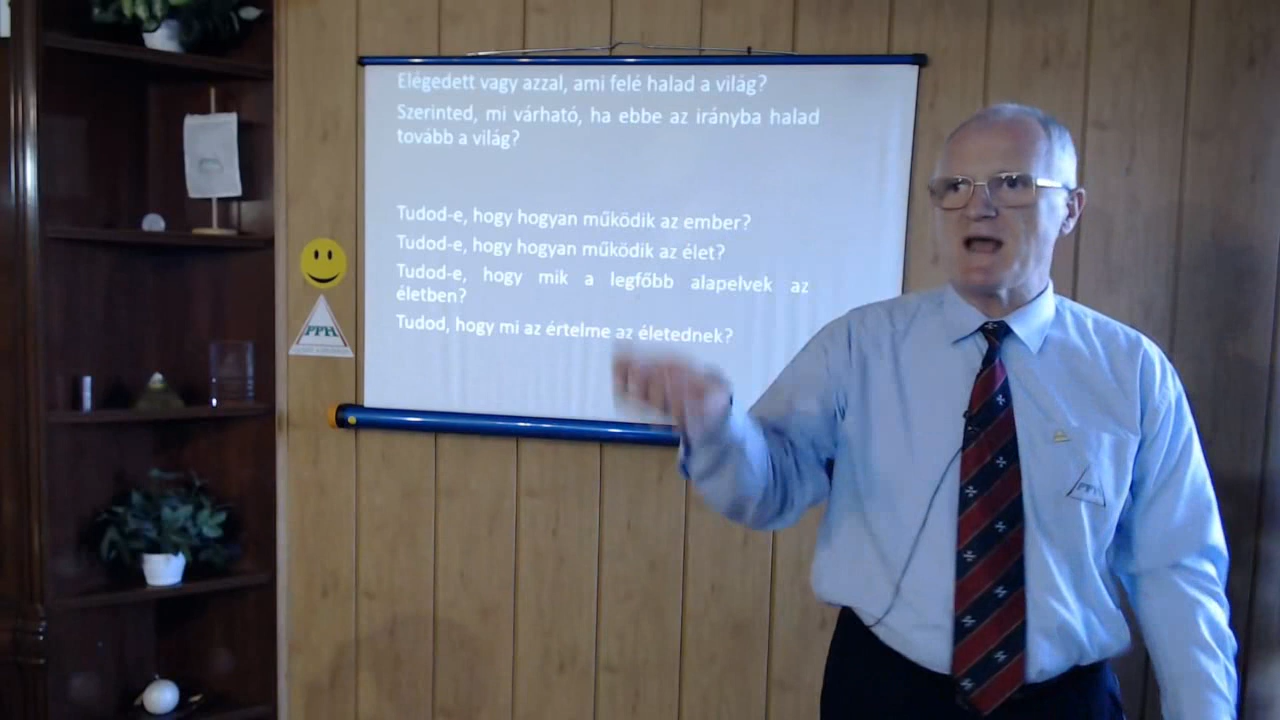 Elégedett vagy azzal, ami felé halad a világ?
Szerinted, mi várható, ha ebbe az irányba halad
tovább a világ?
Tudod-e, hogy hogyan működik az ember?
Tudod-e, hogy hogyan működik az élet?
Tudod-e, hogy mik a legfőbb alapelvek az
életben?
Tudod, hogy mi az értelme az életednek?
PPH
PPH